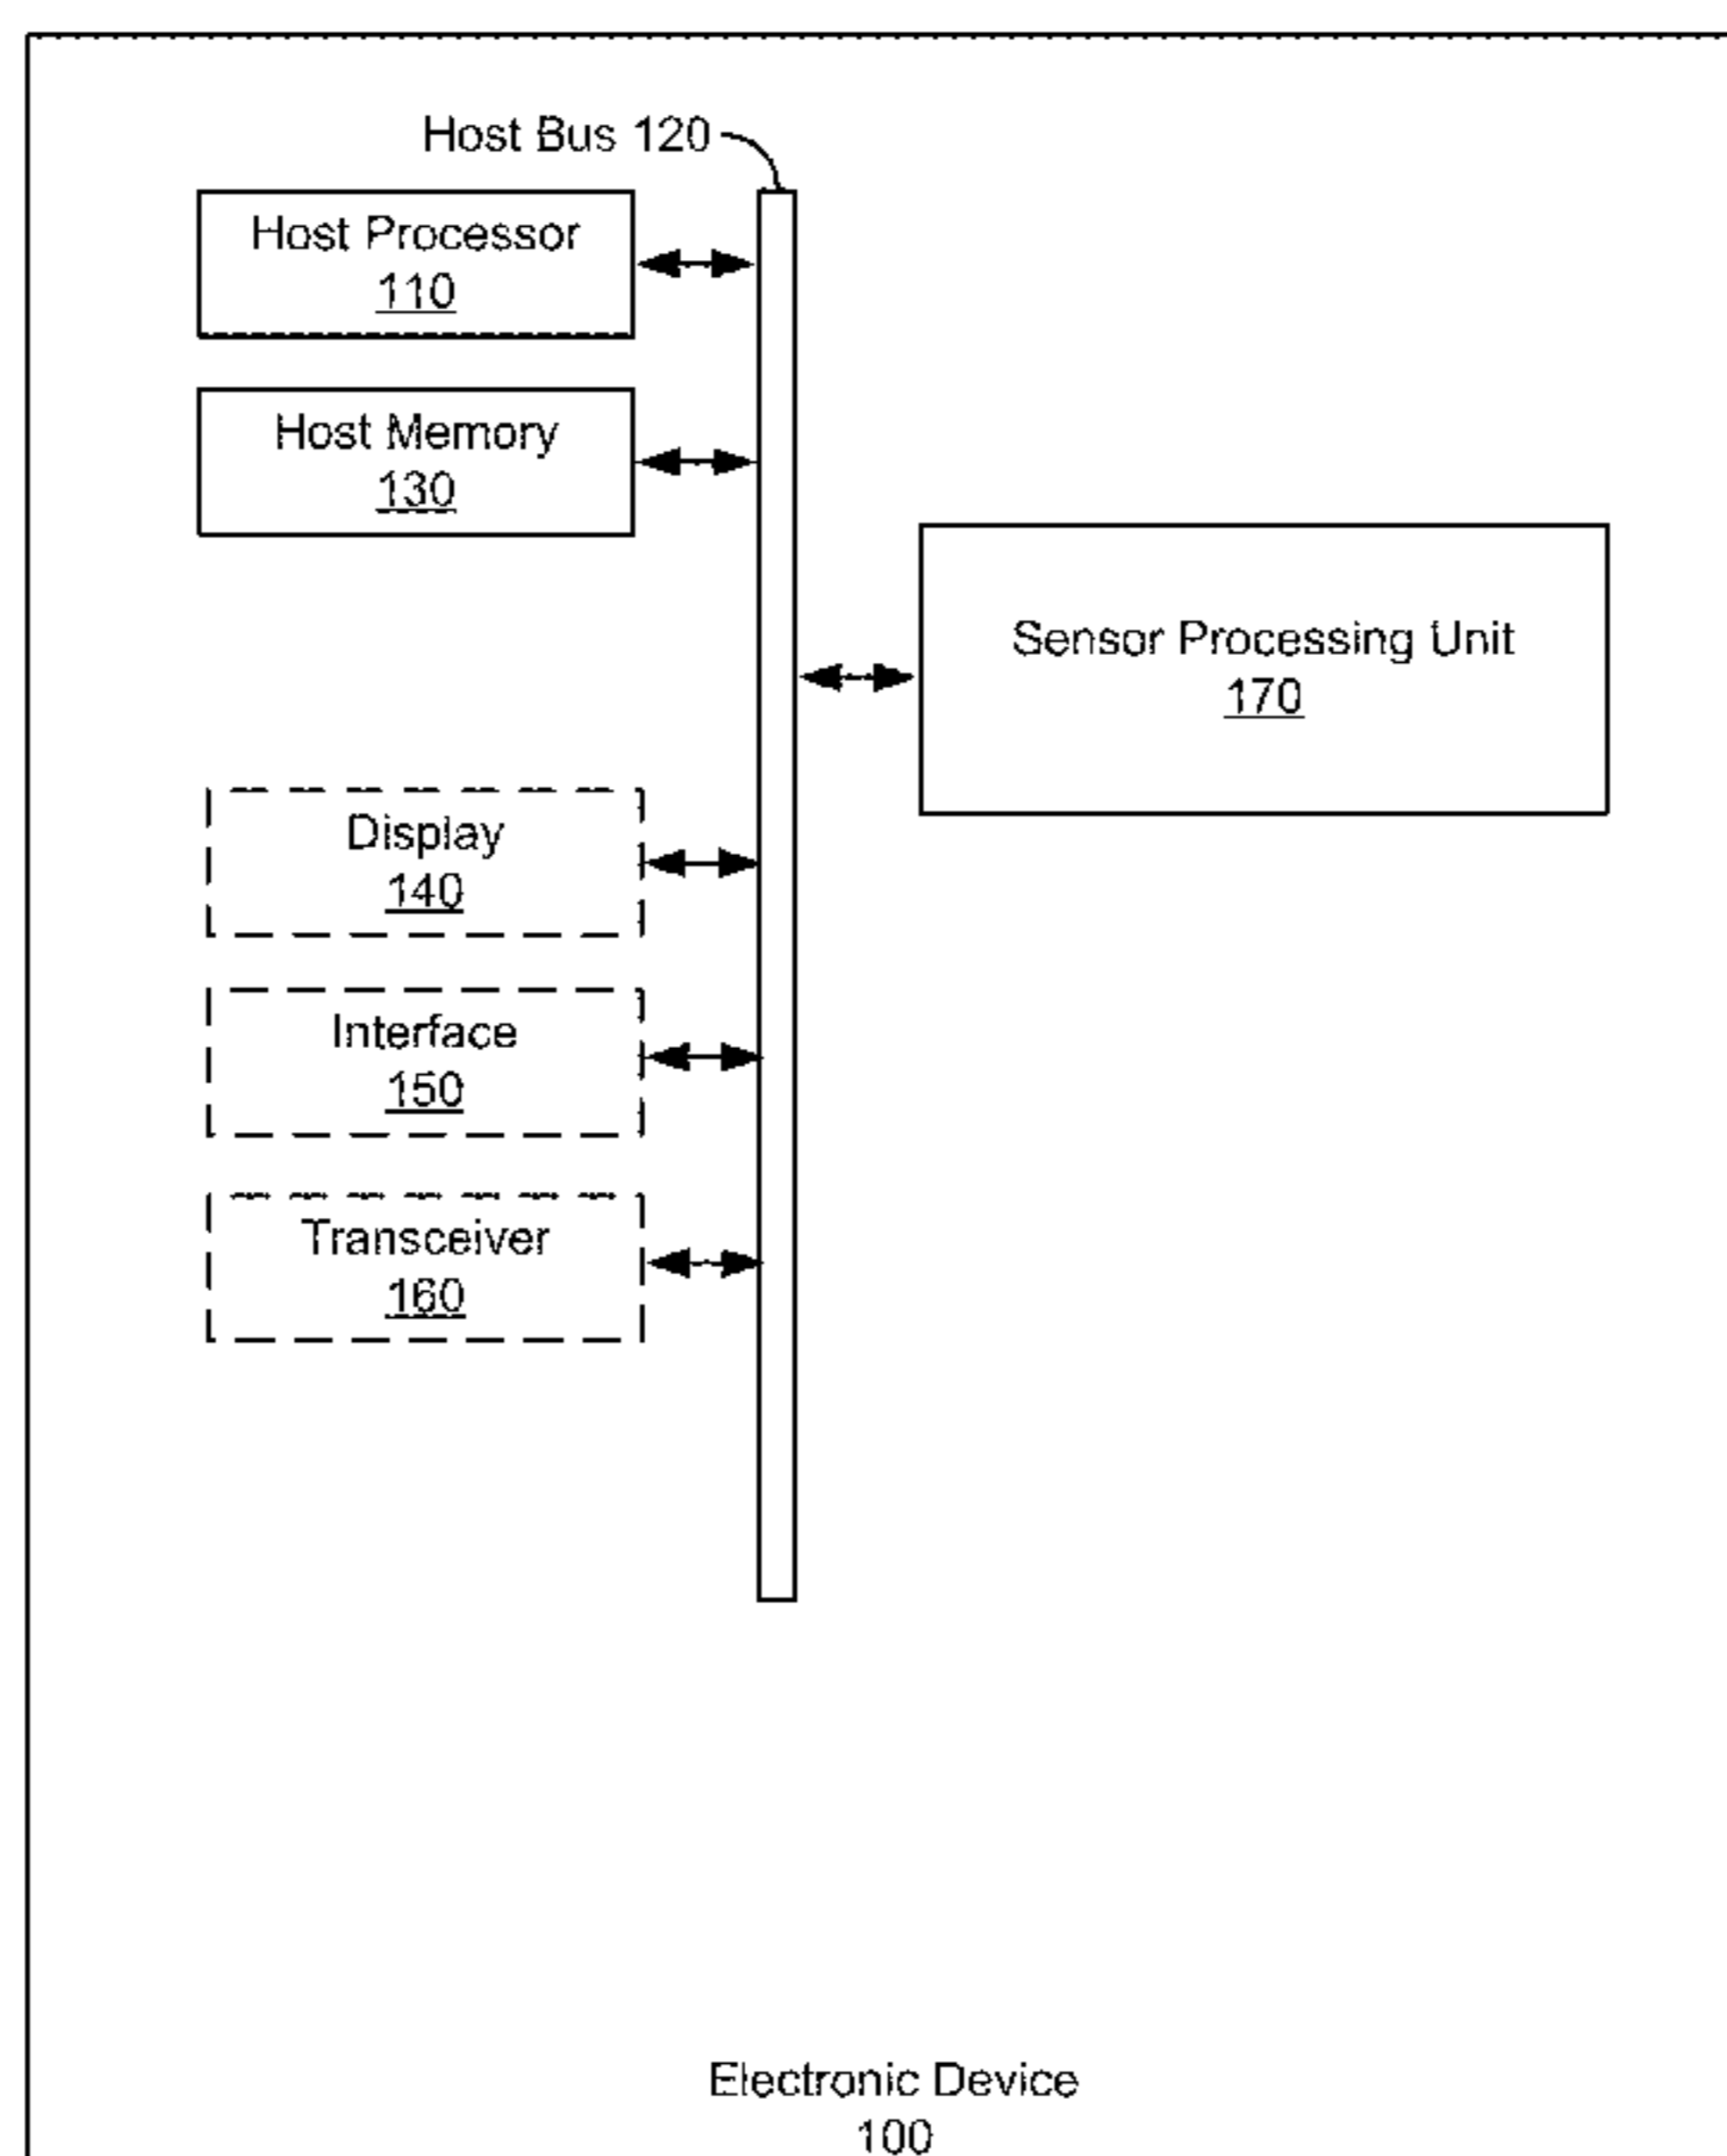 Host Bus 120
Host Processor
110
Host Memory
130
Sensor Processing Unit
170
Display
140
Interface
150
Transceiver
160
Electronic Device
100